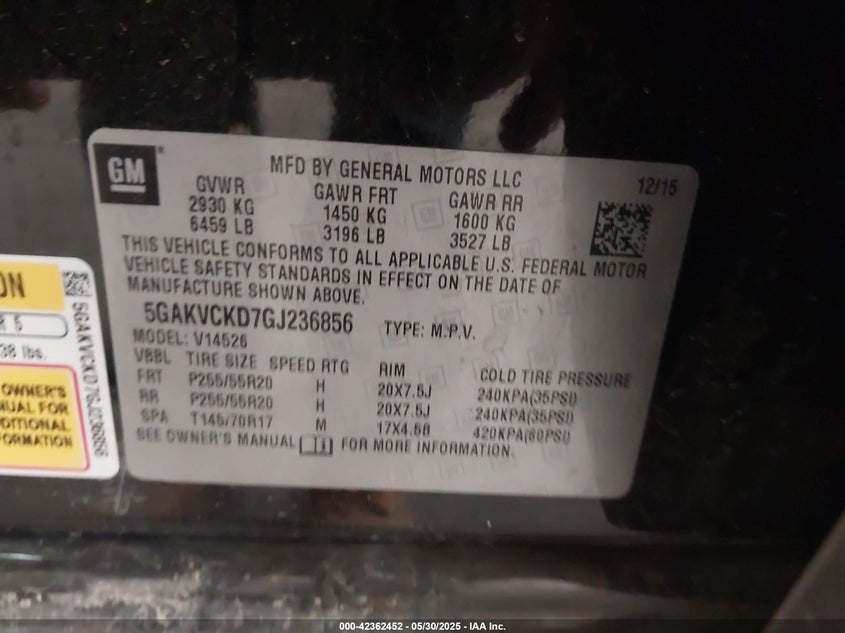 GM
MFD BY GENERAL MOTORS LLC
12/15
GVWR GAWR FRT GAWR RR
2930 KG 1450 KG 1600 KG
6459 LB 3196 LB 3527 LB
THIS VEHICLE CONFORMS TO ALL APPLICABLE U.S. FEDERAL MOTOR
VEHICLE SAFETY STANDARDS IN EFFECT ON THE DATE OF
MANUFACTURE SHOWN ABOVE.
5GAKVCKD7GJ236856 TYPE: M.P.V.
MODEL: V14526
VBBL TIRE SIZE SPEED RTG RIM COLD TIRE PRESSURE
FRT P255/55R20 H 20X7.5J 240KPA(35PSI)
RR P255/55R20 H 20X7.5J 240KPA(35PSI)
SPA T145/70R17 M 17X4.5B 420KPA(60PSI)
SEE OWNER'S MANUAL FOR MORE INFORMATION.
ON
R 5
38 lbs.
OWNER'S
NUAL FOR
DITIONAL
FORMATION
5GAKVCKD7GJ236856
000-42362452 - 05/30/2025 - IAA Inc.